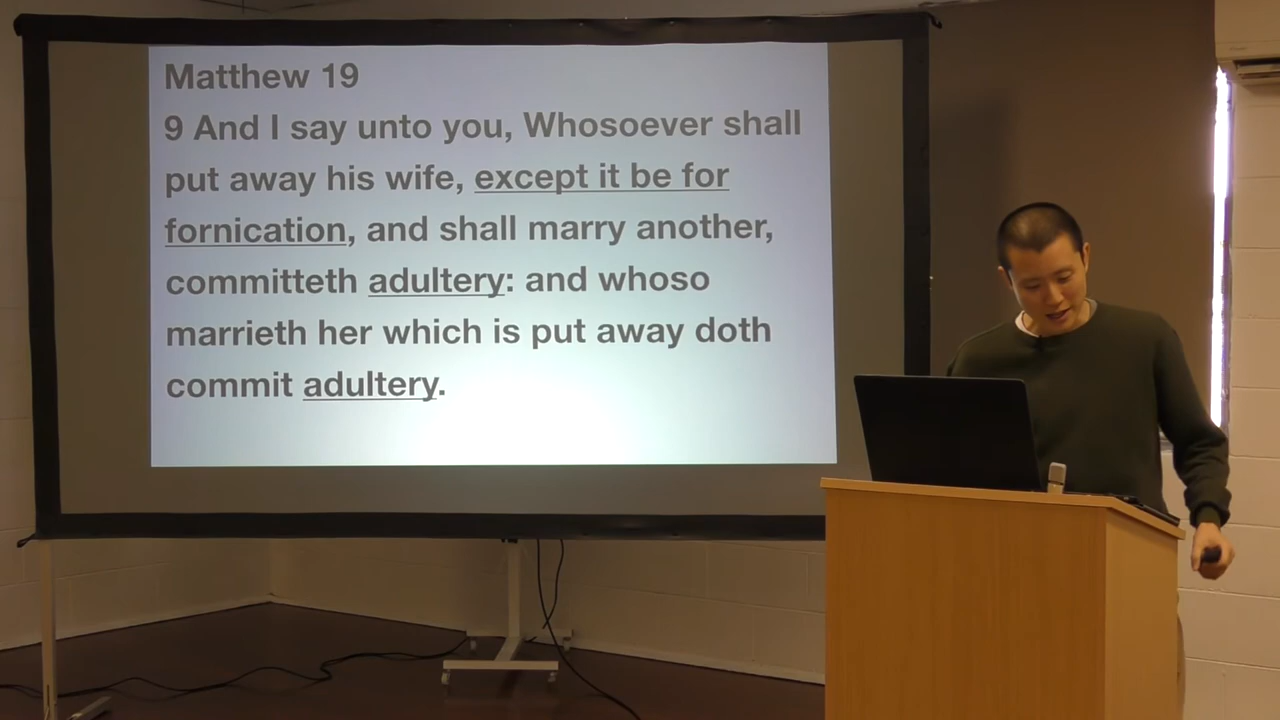 Matthew 19
9 And I say unto you, Whosoever shall
put away his wife, except it be for
fornication, and shall marry another,
committeth adultery: and whoso
marrieth her which is put away doth
commit adultery.